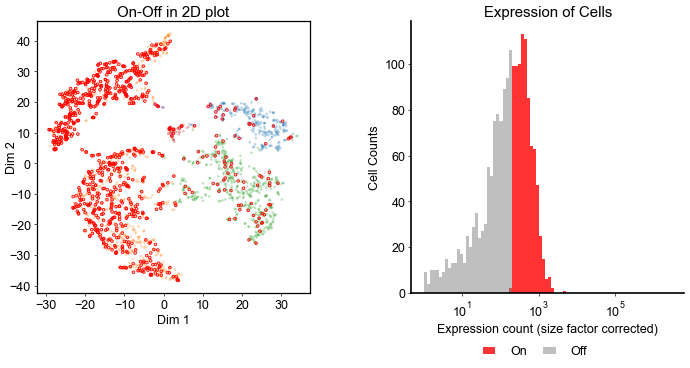 On-Off in 2D plot
Dim 2
40
30
20
10
0
−10
−20
−30
−40
−30 −20 −10 0 10 20 30
Dim 1
Expression of Cells
Cell Counts
100
80
60
40
20
0
10^1 10^3 10^5
Expression count (size factor corrected)
On Off